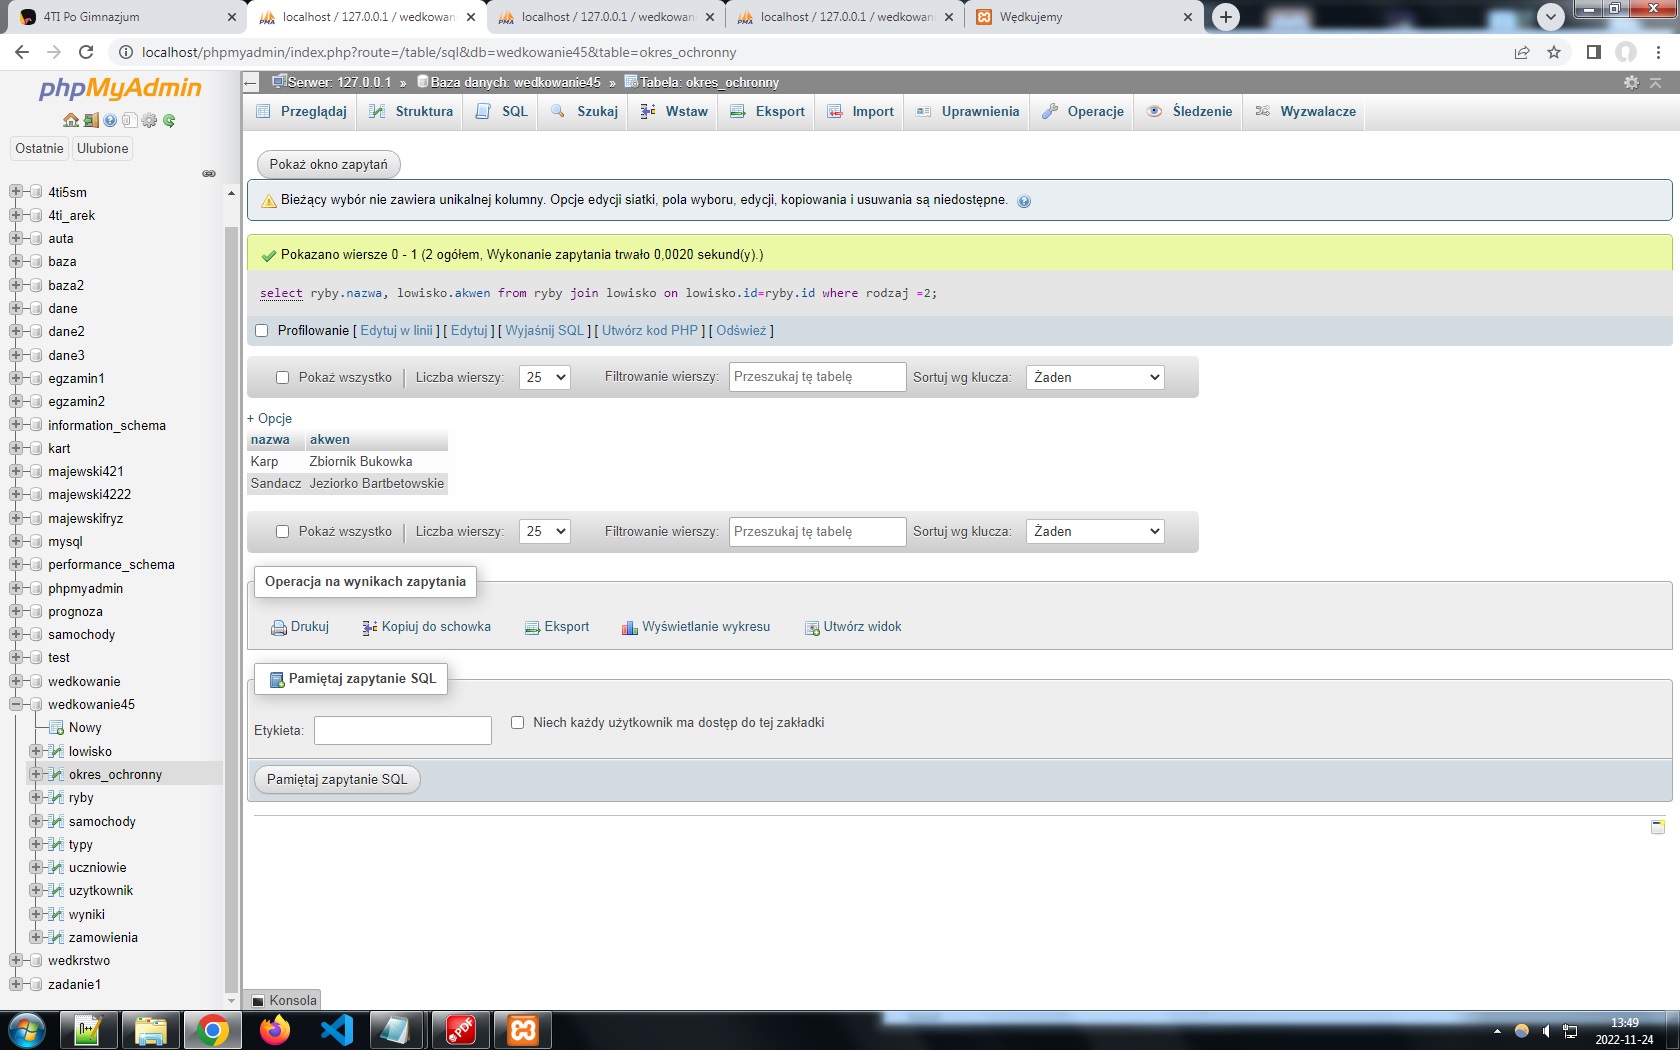 4TI Po Gimnazjum
localhost / 127.0.0.1 / wedkowani
localhost / 127.0.0.1 / wedkowani
localhost / 127.0.0.1 / wedkowani
Wędkujemy
localhost/phpmyadmin/index.php?route=/table/sql&db=wedkowanie45&table=okres_ochronny
phpMyAdmin
Ostatnie Ulubione
4ti5sm
4ti_arek
auta
baza
baza2
dane
dane2
dane3
egzamin1
egzamin2
information_schema
kart
majewski421
majewski4222
majewskifryz
mysql
performance_schema
phpmyadmin
prognoza
samochody
test
wedkowanie
wedkowanie45
Nowy
lowisko
okres_ochronny
ryby
samochody
typy
uczniowie
uzytkownik
wyniki
zamowienia
wedkrstwo
zadanie1
Serwer: 127.0.0.1 » Baza danych: wedkowanie45 » Tabela: okres_ochronny
Przeglądaj Struktura SQL Szukaj Wstaw Eksport Import Uprawnienia Operacje Śledzenie Wyzwalacze
Pokaż okno zapytań
Bieżący wybór nie zawiera unikalnej kolumny. Opcje edycji siatki, pola wyboru, edycji, kopiowania i usuwania są niedostępne.
Pokazano wiersze 0 - 1 (2 ogółem, Wykonanie zapytania trwało 0,0020 sekund(y).)
select ryby.nazwa, lowisko.akwen from ryby join lowisko on lowisko.id=ryby.id where rodzaj =2;
Profilowanie [ Edytuj w linii ] [ Edytuj ] [ Wyjaśnij SQL ] [ Utwórz kod PHP ] [ Odśwież ]
Pokaż wszystko Liczba wierszy: 25 Filtrowanie wierszy: Przeszukaj tę tabelę Sortuj wg klucza: Żaden
+ Opcje
nazwa akwen
Karp Zbiornik Bukowka
Sandacz Jeziorko Bartbetowskie
Pokaż wszystko Liczba wierszy: 25 Filtrowanie wierszy: Przeszukaj tę tabelę Sortuj wg klucza: Żaden
Operacja na wynikach zapytania
Drukuj Kopiuj do schowka Eksport Wyświetlanie wykresu Utwórz widok
Pamiętaj zapytanie SQL
Etykieta: Niech każdy użytkownik ma dostęp do tej zakładki
Pamiętaj zapytanie SQL
Konsola
13:49
2022-11-24